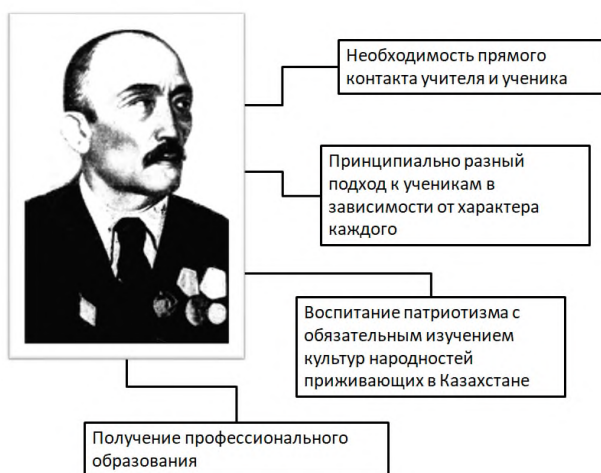 Необходимость прямого
контакта учителя и ученика
Принципиально разный
подход к ученикам в
зависимости от характера
каждого
Воспитание патриотизма с
обязательным изучением
культур народностей
приживающих в Казахстане
Получение профессионального
образования